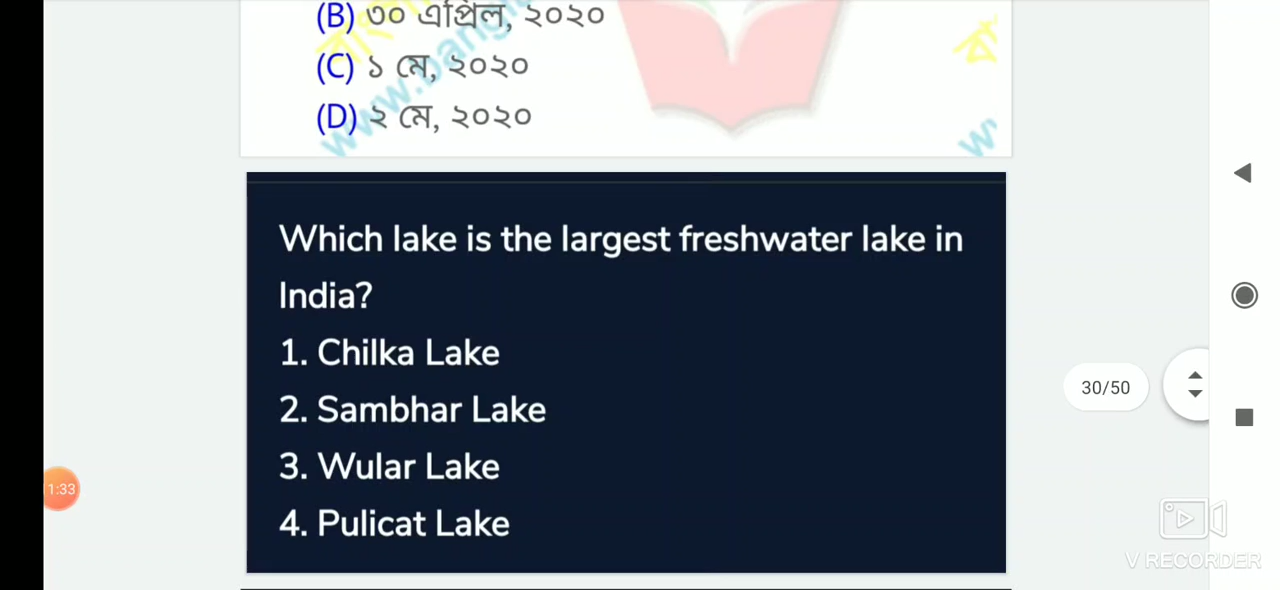 (B) ৩০ এপ্রিল, ২০২০
(C) ১ মে, ২০২০
(D) ২ মে, ২০২০
Which lake is the largest freshwater lake in
India?
1. Chilka Lake
2. Sambhar Lake
3. Wular Lake
4. Pulicat Lake
30/50
1:33
V RECORDER